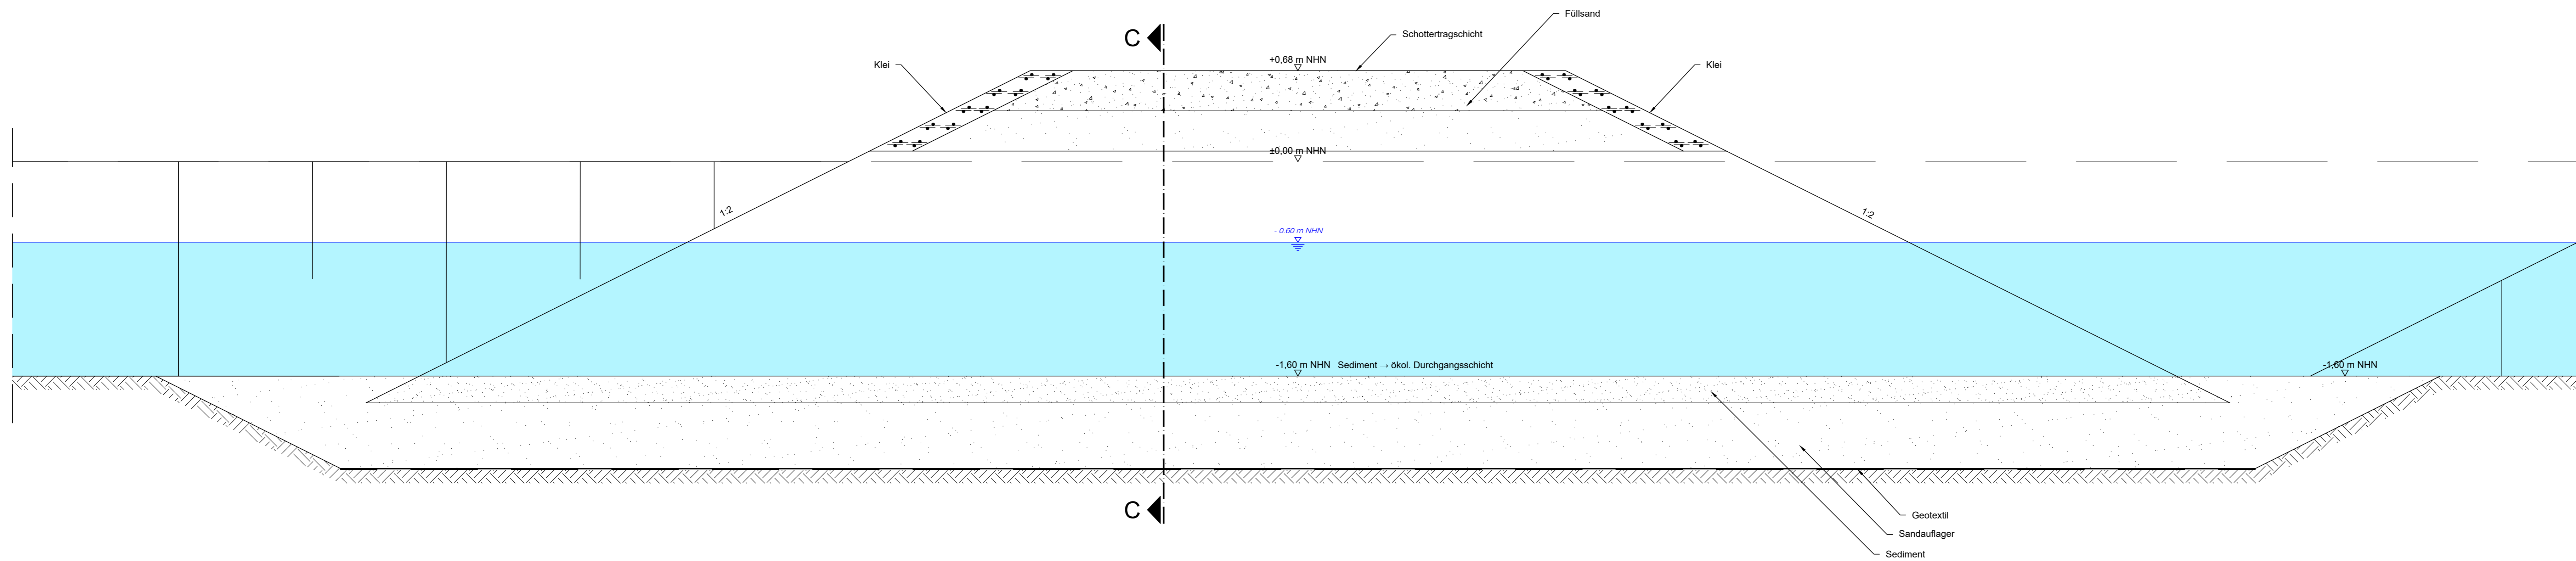 Füllsand
C
Schottertragschicht
+0,68 m NHN
Klei
Klei
±0,00 m NHN
1:2
1:2
- 0.60 m NHN
-1,60 m NHN Sediment → ökol. Durchgangsschicht
-1,60 m NHN
C
Geotextil
Sandauflager
Sediment